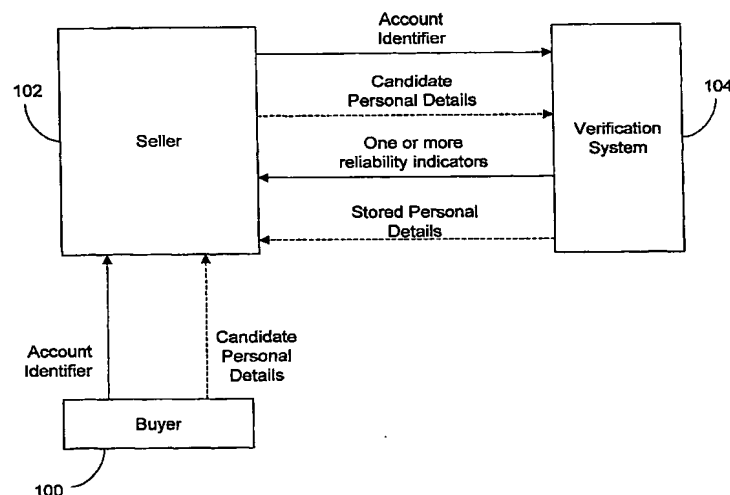 Account
Identifier
102
Candidate
Personal Details
104
Seller
Verification
System
One or more
reliability indicators
Stored Personal
Details
Account
Identifier
Candidate
Personal
Details
Buyer
100